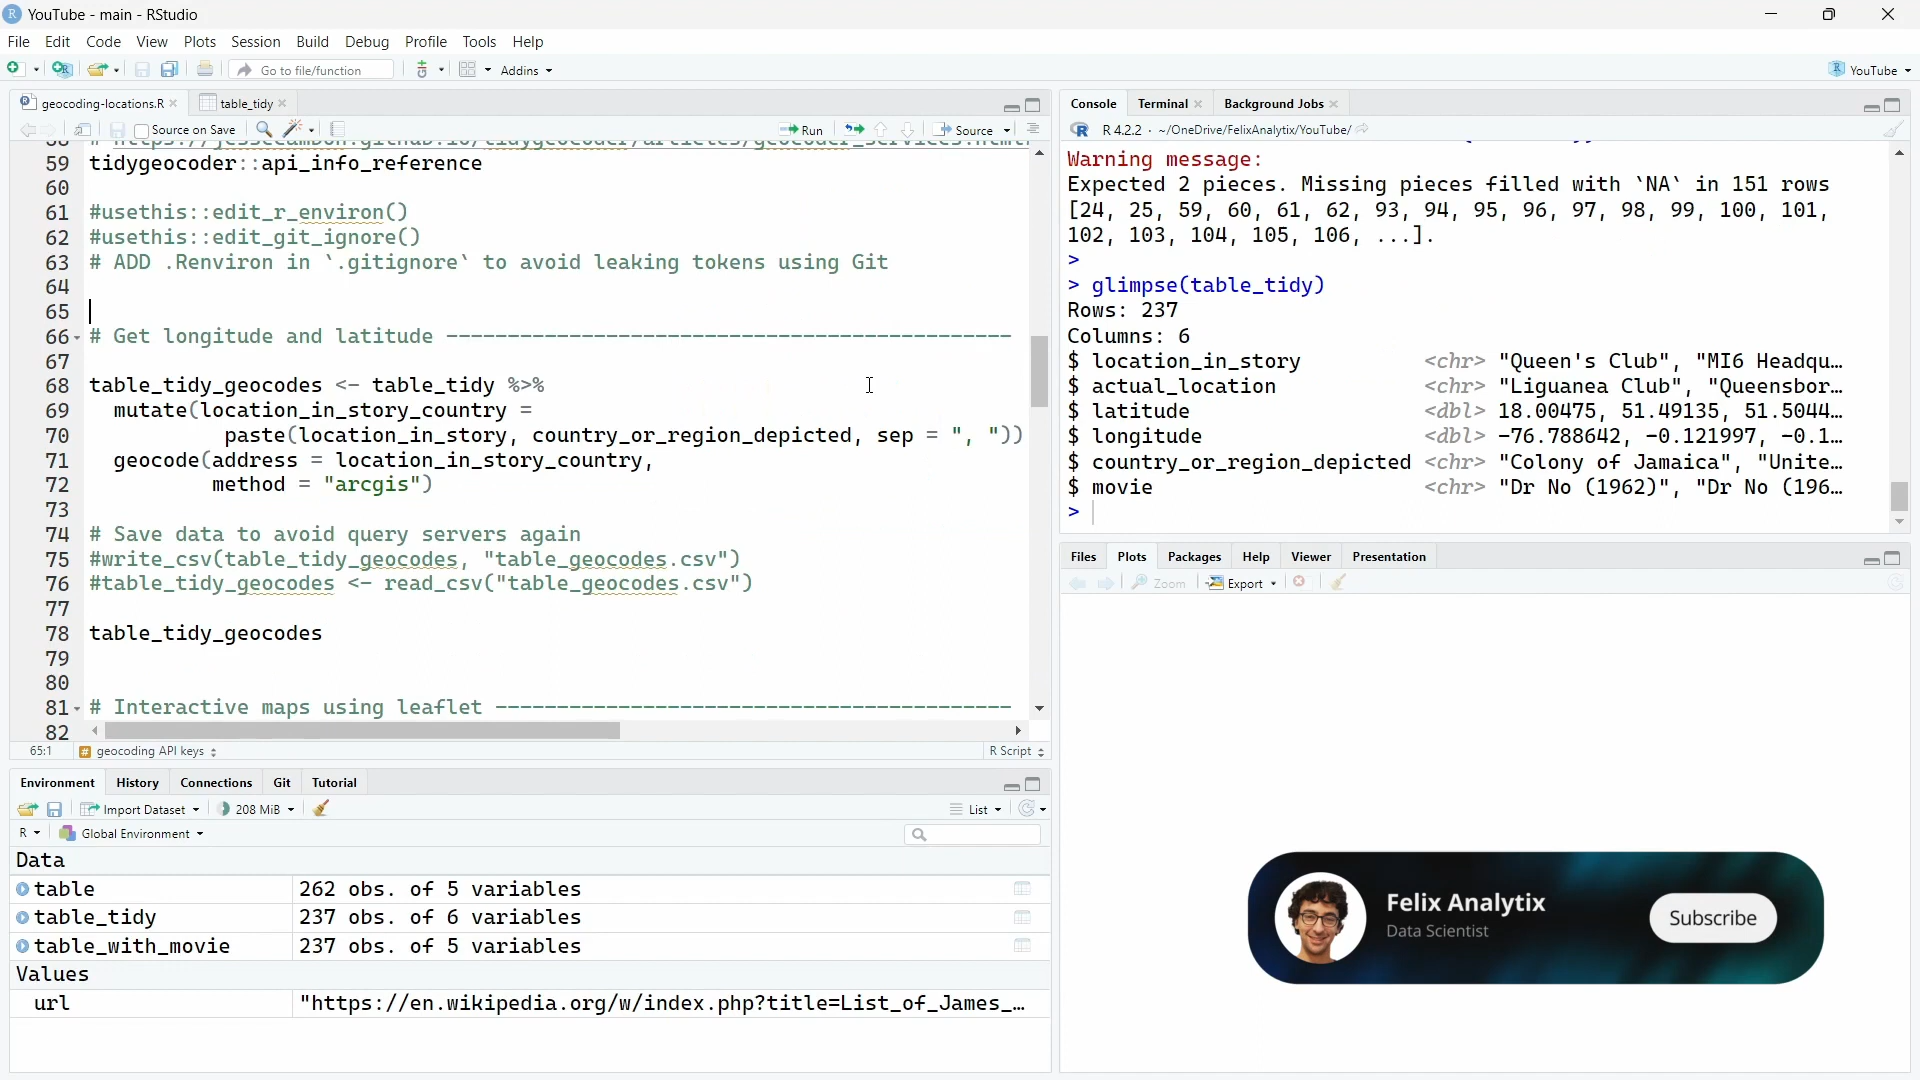 YouTube - main - RStudio
File Edit Code View Plots Session Build Debug Profile Tools Help
Go to file/function Addins YouTube
geocoding-locations.R table_tidy
Source on Save Run Source
59 tidygeocoder::api_info_reference
60
61 #usethis::edit_r_environ()
62 #usethis::edit_git_ignore()
63 # ADD .Renviron in `.gitignore` to avoid leaking tokens using Git
64
65
66 # Get longitude and latitude ----------------------------------------------
67
68 table_tidy_geocodes <- table_tidy %>%
69 mutate(location_in_story_country =
70 paste(location_in_story, country_or_region_depicted, sep = ", "))
71 geocode(address = location_in_story_country,
72 method = "arcgis")
73
74 # Save data to avoid query servers again
75 #write_csv(table_tidy_geocodes, "table_geocodes.csv")
76 #table_tidy_geocodes <- read_csv("table_geocodes.csv")
77
78 table_tidy_geocodes
79
80
81 # Interactive maps using leaflet ------------------------------------------
82
65:1 geocoding API keys R Script
Environment History Connections Git Tutorial
Import Dataset 208 MiB List
R Global Environment
Data
table 262 obs. of 5 variables
table_tidy 237 obs. of 6 variables
table_with_movie 237 obs. of 5 variables
Values
url "https://en.wikipedia.org/w/index.php?title=List_of_James_…
Console Terminal Background Jobs
R 4.2.2 · ~/OneDrive/FelixAnalytix/YouTube/
Warning message:
Expected 2 pieces. Missing pieces filled with `NA` in 151 rows
[24, 25, 59, 60, 61, 62, 93, 94, 95, 96, 97, 98, 99, 100, 101,
102, 103, 104, 105, 106, ...].
>
> glimpse(table_tidy)
Rows: 237
Columns: 6
$ location_in_story <chr> "Queen's Club", "MI6 Headqu…
$ actual_location <chr> "Liguanea Club", "Queensbor…
$ latitude <dbl> 18.00475, 51.49135, 51.5044…
$ longitude <dbl> -76.788642, -0.121997, -0.1…
$ country_or_region_depicted <chr> "Colony of Jamaica", "Unite…
$ movie <chr> "Dr No (1962)", "Dr No (196…
>
Files Plots Packages Help Viewer Presentation
Zoom Export
Felix Analytix
Data Scientist
Subscribe